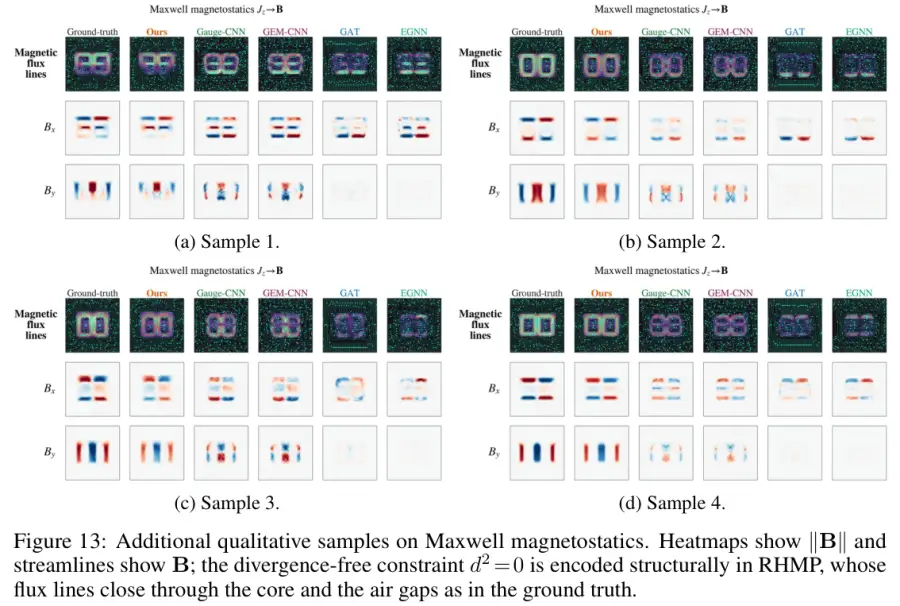 Maxwell magnetostatics J_z→B
Ground-truth Ours Gauge-CNN GEM-CNN GAT EGNN
Magnetic
flux
lines
B_x
B_y
(a) Sample 1.
Maxwell magnetostatics J_z→B
Ground-truth Ours Gauge-CNN GEM-CNN GAT EGNN
Magnetic
flux
lines
B_x
B_y
(b) Sample 2.
Maxwell magnetostatics J_z→B
Ground-truth Ours Gauge-CNN GEM-CNN GAT EGNN
Magnetic
flux
lines
B_x
B_y
(c) Sample 3.
Maxwell magnetostatics J_z→B
Ground-truth Ours Gauge-CNN GEM-CNN GAT EGNN
Magnetic
flux
lines
B_x
B_y
(d) Sample 4.
Figure 13: Additional qualitative samples on Maxwell magnetostatics. Heatmaps show ‖B‖ and
streamlines show B; the divergence-free constraint d² = 0 is encoded structurally in RHMP, whose
flux lines close through the core and the air gaps as in the ground truth.